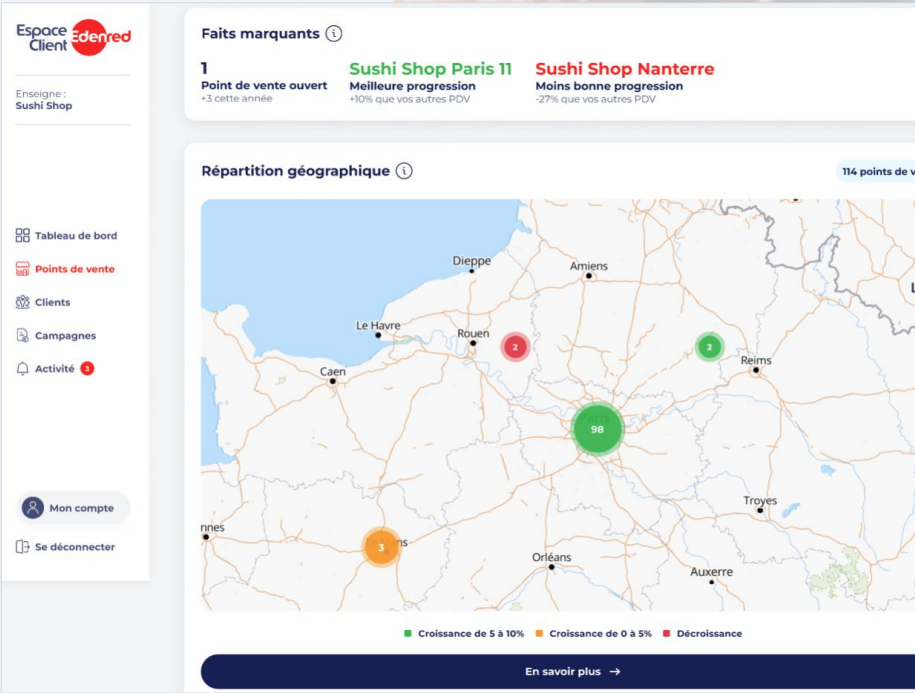 Espace
Client
Edenred
Enseigne :
Sushi Shop
Tableau de bord
Points de vente
Clients
Campagnes
Activité 3
Mon compte
Se déconnecter
Faits marquants i
1
Point de vente ouvert
+3 cette année
Sushi Shop Paris 11
Meilleure progression
+10% que vos autres PDV
Sushi Shop Nanterre
Moins bonne progression
-27% que vos autres PDV
Répartition géographique i
114 points de v
Dieppe
Amiens
L
Le Havre
Rouen
2
2
Reims
Caen
Paris
98
Troyes
nnes
3
ns
Orléans
Auxerre
Croissance de 5 à 10%
Croissance de 0 à 5%
Décroissance
En savoir plus →